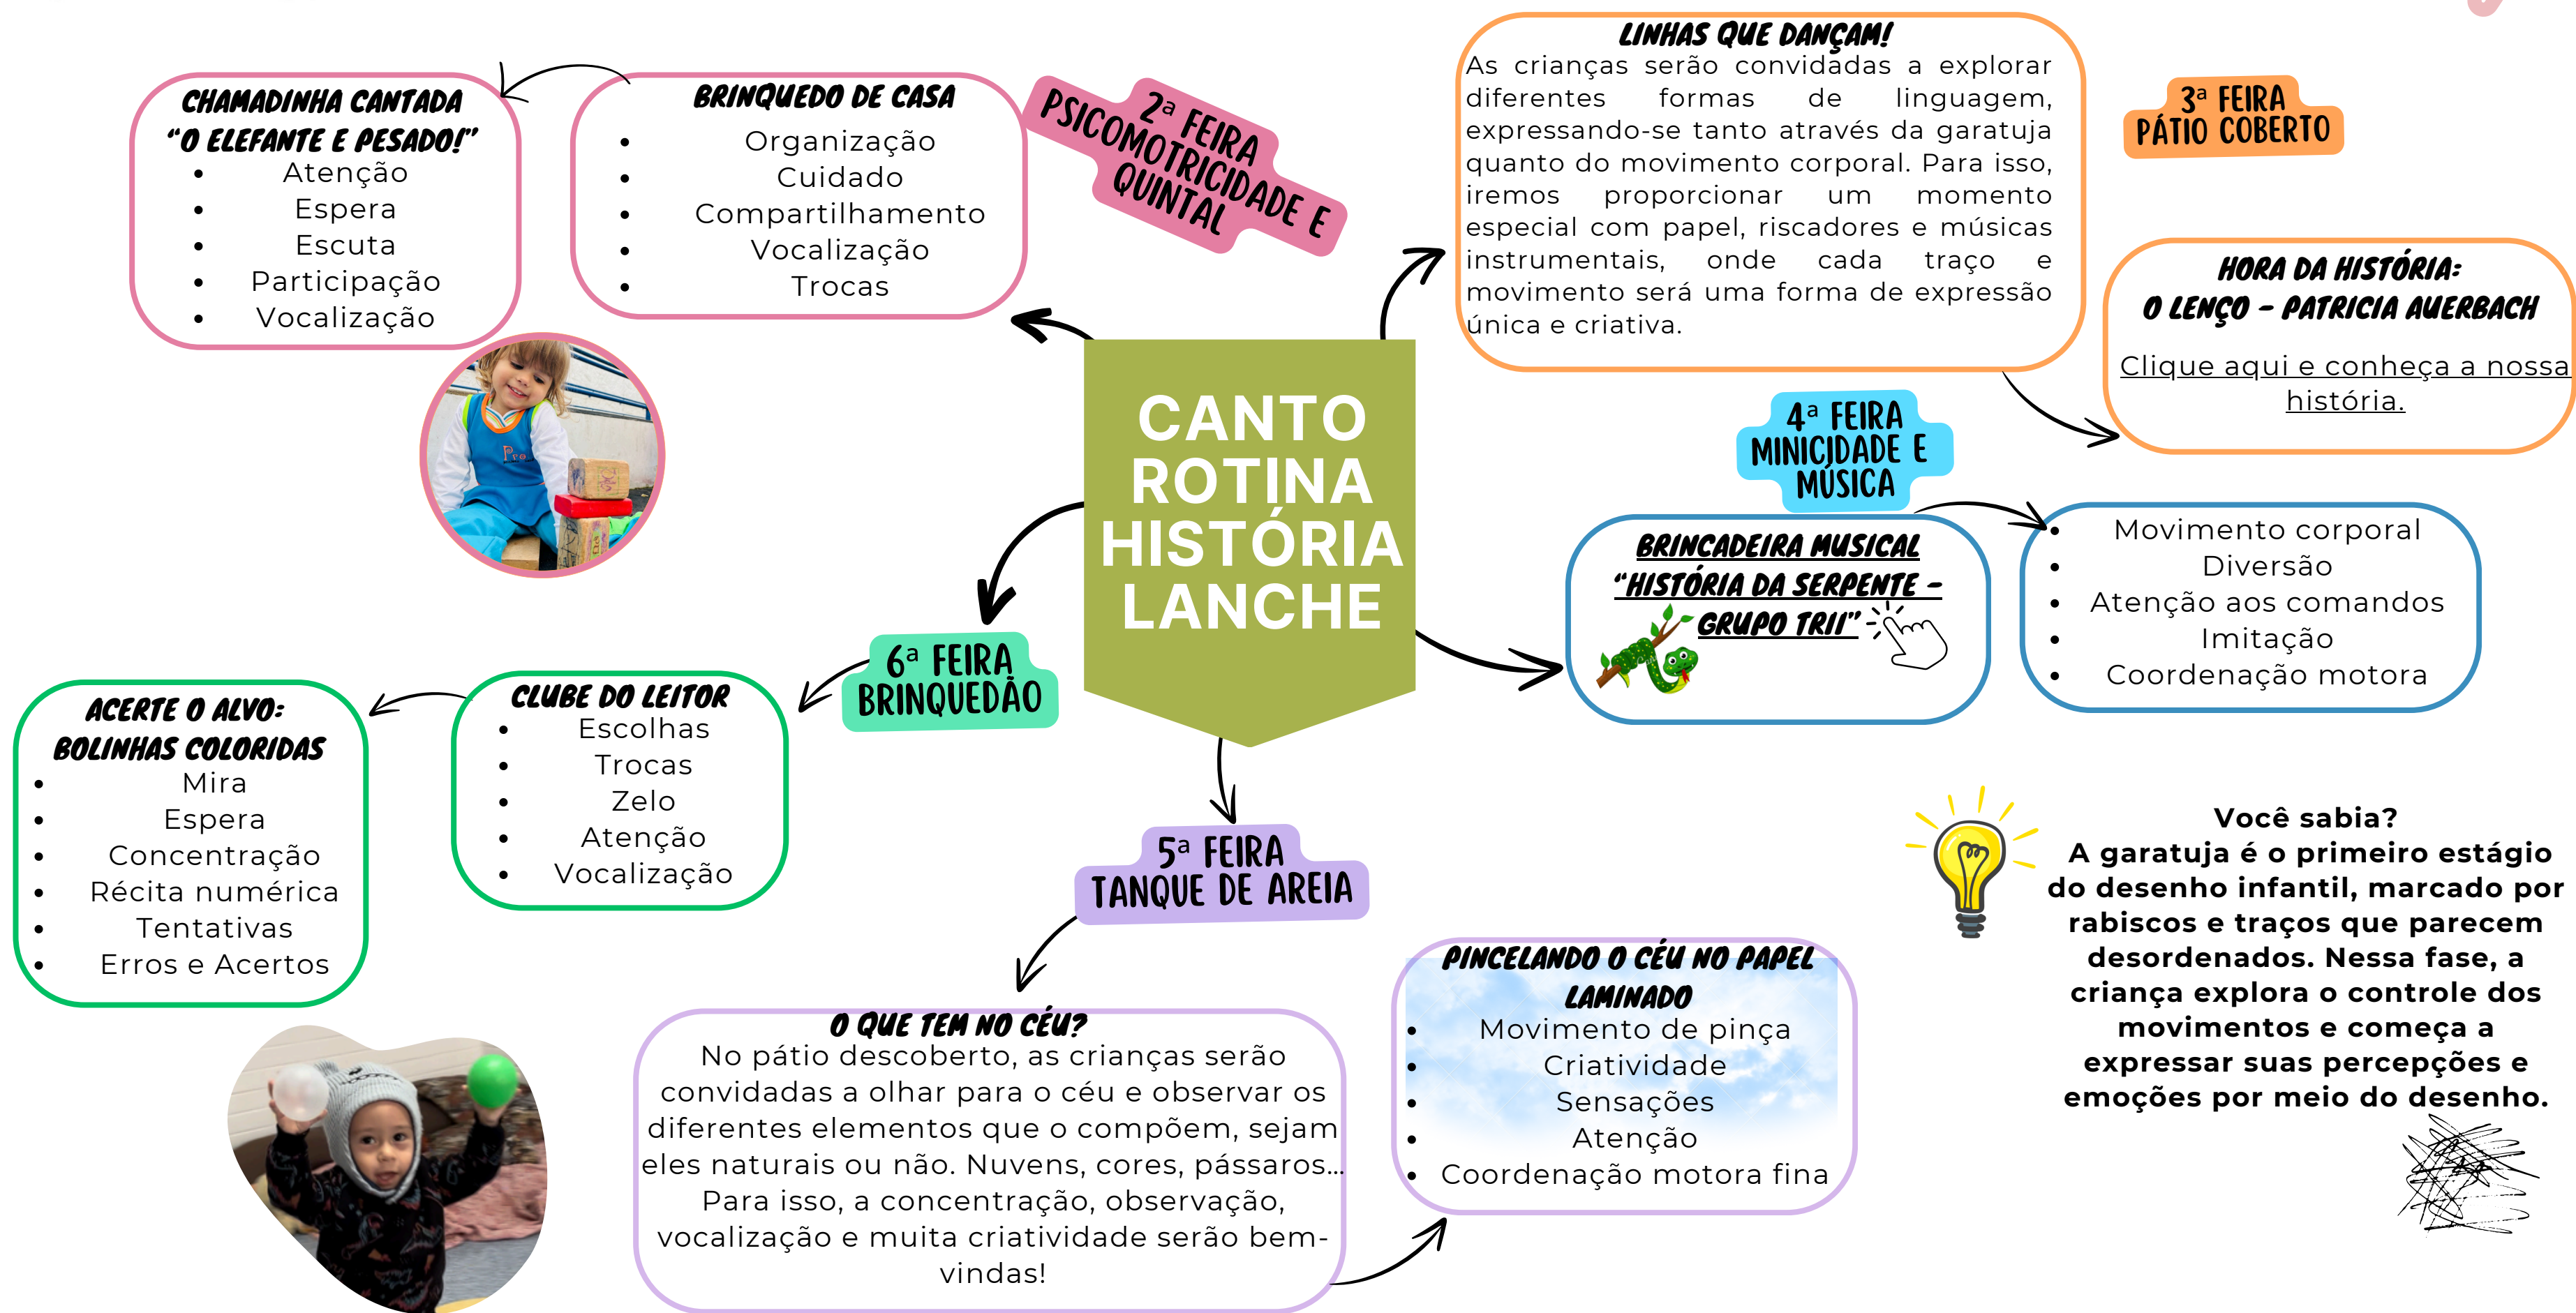 CHAMADINHA CANTADA
“O ELEFANTE E PESADO!”
• Atenção
• Espera
• Escuta
• Participação
• Vocalização
BRINQUEDO DE CASA
• Organização
• Cuidado
• Compartilhamento
• Vocalização
• Trocas
2ª FEIRA
PSICOMOTRICIDADE E
QUINTAL
LINHAS QUE DANÇAM!
As crianças serão convidadas a explorar
diferentes formas de linguagem,
expressando-se tanto através da garatuja
quanto do movimento corporal. Para isso,
iremos proporcionar um momento
especial com papel, riscadores e músicas
instrumentais, onde cada traço e
movimento será uma forma de expressão
única e criativa.
3ª FEIRA
PÁTIO COBERTO
HORA DA HISTÓRIA:
O LENÇO - PATRICIA AUERBACH
Clique aqui e conheça a nossa
história.
CANTO
ROTINA
HISTÓRIA
LANCHE
4ª FEIRA
MINICIDADE E
MÚSICA
BRINCADEIRA MUSICAL
“HISTÓRIA DA SERPENTE -
GRUPO TRII”
• Movimento corporal
• Diversão
• Atenção aos comandos
• Imitação
• Coordenação motora
6ª FEIRA
BRINQUEDÃO
CLUBE DO LEITOR
• Escolhas
• Trocas
• Zelo
• Atenção
• Vocalização
ACERTE O ALVO:
BOLINHAS COLORIDAS
• Mira
• Espera
• Concentração
• Récita numérica
• Tentativas
• Erros e Acertos
5ª FEIRA
TANQUE DE AREIA
O QUE TEM NO CÉU?
No pátio descoberto, as crianças serão
convidadas a olhar para o céu e observar os
diferentes elementos que o compõem, sejam
eles naturais ou não. Nuvens, cores, pássaros...
Para isso, a concentração, observação,
vocalização e muita criatividade serão bem-
vindas!
PINCELANDO O CÉU NO PAPEL
LAMINADO
• Movimento de pinça
• Criatividade
• Sensações
• Atenção
• Coordenação motora fina
Você sabia?
A garatuja é o primeiro estágio
do desenho infantil, marcado por
rabiscos e traços que parecem
desordenados. Nessa fase, a
criança explora o controle dos
movimentos e começa a
expressar suas percepções e
emoções por meio do desenho.